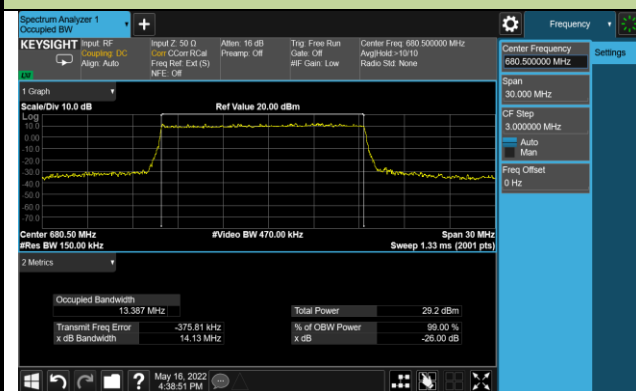 Spectrum Analyzer 1
Occupied BW
+
Frequency
KEYSIGHT
Input: RF
Coupling: DC
Align: Auto
Input Z: 50 Ω
Corr CCorr RCal
Freq Ref: Ext (S)
NFE: Off
Atten: 16 dB
Preamp: Off
Trig: Free Run
Gate: Off
#IF Gain: Low
Center Freq: 680.500000 MHz
Avg|Hold:>10/10
Radio Std: None
Center Frequency
680.500000 MHz
Settings
Span
30.000 MHz
CF Step
3.000000 MHz
Auto
Man
Freq Offset
0 Hz
1 Graph
Scale/Div 10.0 dB
Ref Value 20.00 dBm
Log
10.0
0.00
-10.0
-20.0
-30.0
-40.0
-50.0
-60.0
-70.0
Center 680.50 MHz
#Video BW 470.00 kHz
Span 30 MHz
#Res BW 150.00 kHz
Sweep 1.33 ms (2001 pts)
2 Metrics
Occupied Bandwidth
13.387 MHz
Total Power
29.2 dBm
Transmit Freq Error
-375.81 kHz
% of OBW Power
99.00 %
x dB Bandwidth
14.13 MHz
x dB
-26.00 dB
?
May 16, 2022
4:38:51 PM